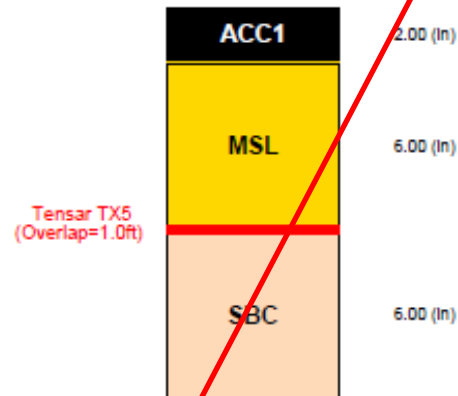 ACC1
2.00 (in)
MSL
6.00 (in)
Tensar TX5
(Overlap=1.0ft)
SBC
6.00 (in)